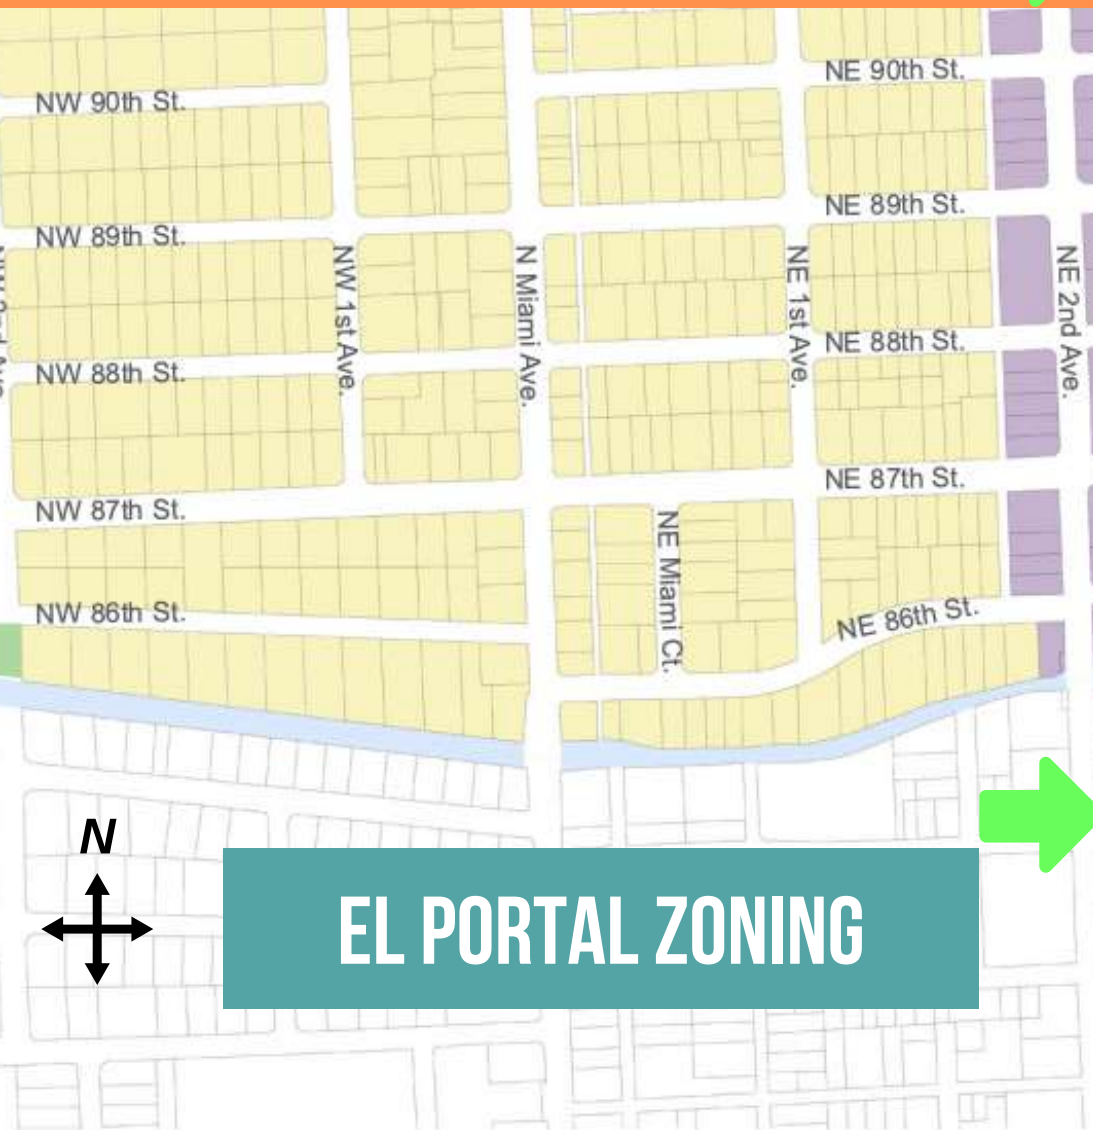 NE 90th St.
NW 90th St.
NE 89th St.
NW 89th St.
NW 1st Ave.
N Miami Ave.
NE 1st Ave.
NE 2nd Ave.
NE 88th St.
NW 88th St.
NE 87th St.
NW 87th St.
NE Miami Ct.
NW 86th St.
NE 86th St.
N
EL PORTAL ZONING